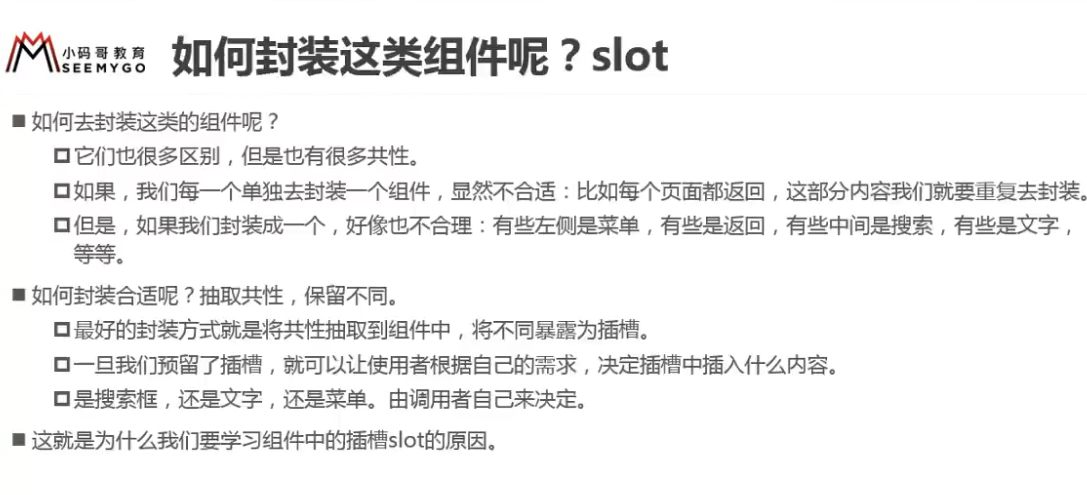 小码哥教育
SEEMYGO
如何封装这类组件呢？slot
如何去封装这类的组件呢？
它们也很多区别，但是也有很多共性。
如果，我们每一个单独去封装一个组件，显然不合适：比如每个页面都返回，这部分内容我们就要重复去封装。
但是，如果我们封装成一个，好像也不合理：有些左侧是菜单，有些是返回，有些中间是搜索，有些是文字，
等等。
如何封装合适呢？抽取共性，保留不同。
最好的封装方式就是将共性抽取到组件中，将不同暴露为插槽。
一旦我们预留了插槽，就可以让使用者根据自己的需求，决定插槽中插入什么内容。
是搜索框，还是文字，还是菜单。由调用者自己来决定。
这就是为什么我们要学习组件中的插槽slot的原因。